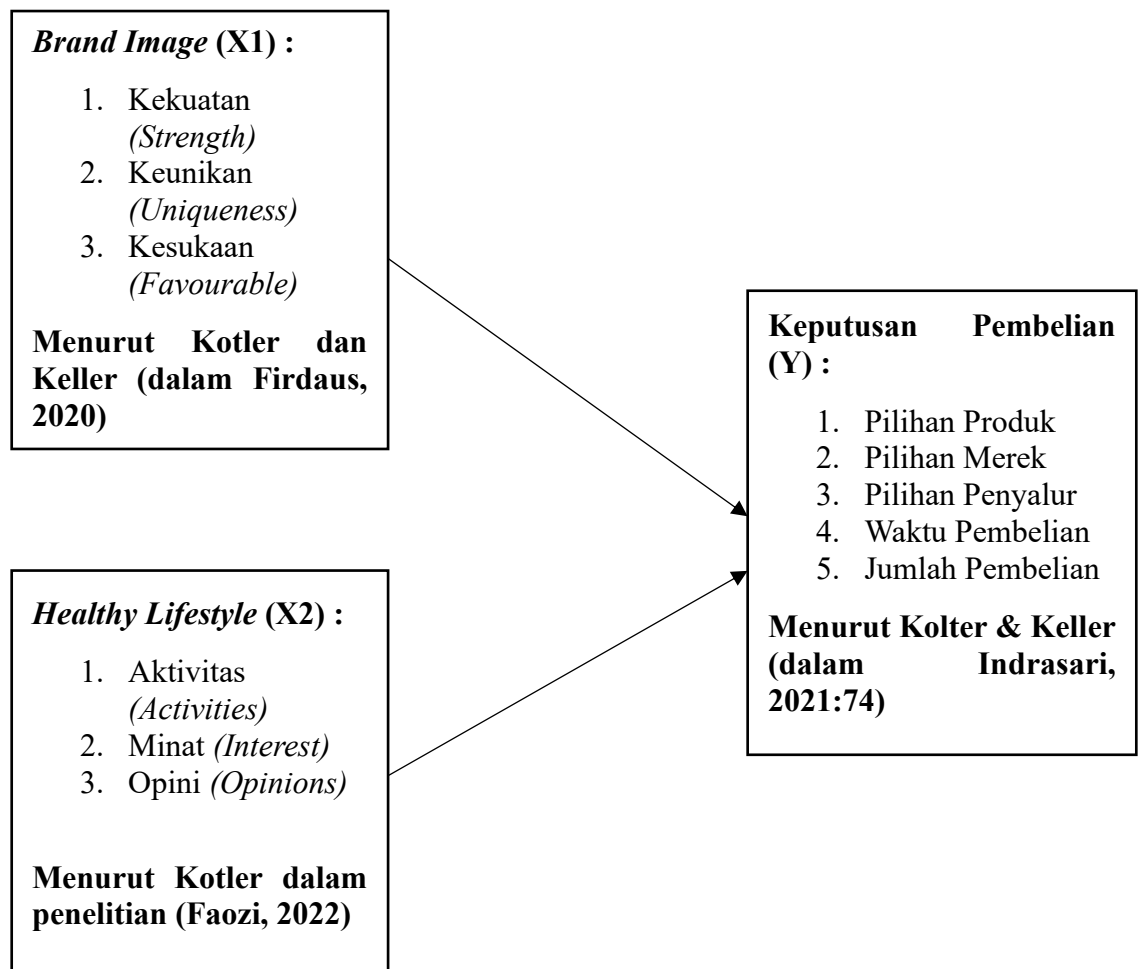 Brand Image (X1) :
1. Kekuatan
(Strength)
2. Keunikan
(Uniqueness)
3. Kesukaan
(Favourable)
Menurut Kotler dan
Keller (dalam Firdaus,
2020)
Healthy Lifestyle (X2) :
1. Aktivitas
(Activities)
2. Minat (Interest)
3. Opini (Opinions)
Menurut Kotler dalam
penelitian (Faozi, 2022)
Keputusan Pembelian
(Y) :
1. Pilihan Produk
2. Pilihan Merek
3. Pilihan Penyalur
4. Waktu Pembelian
5. Jumlah Pembelian
Menurut Kolter & Keller
(dalam Indrasari,
2021:74)